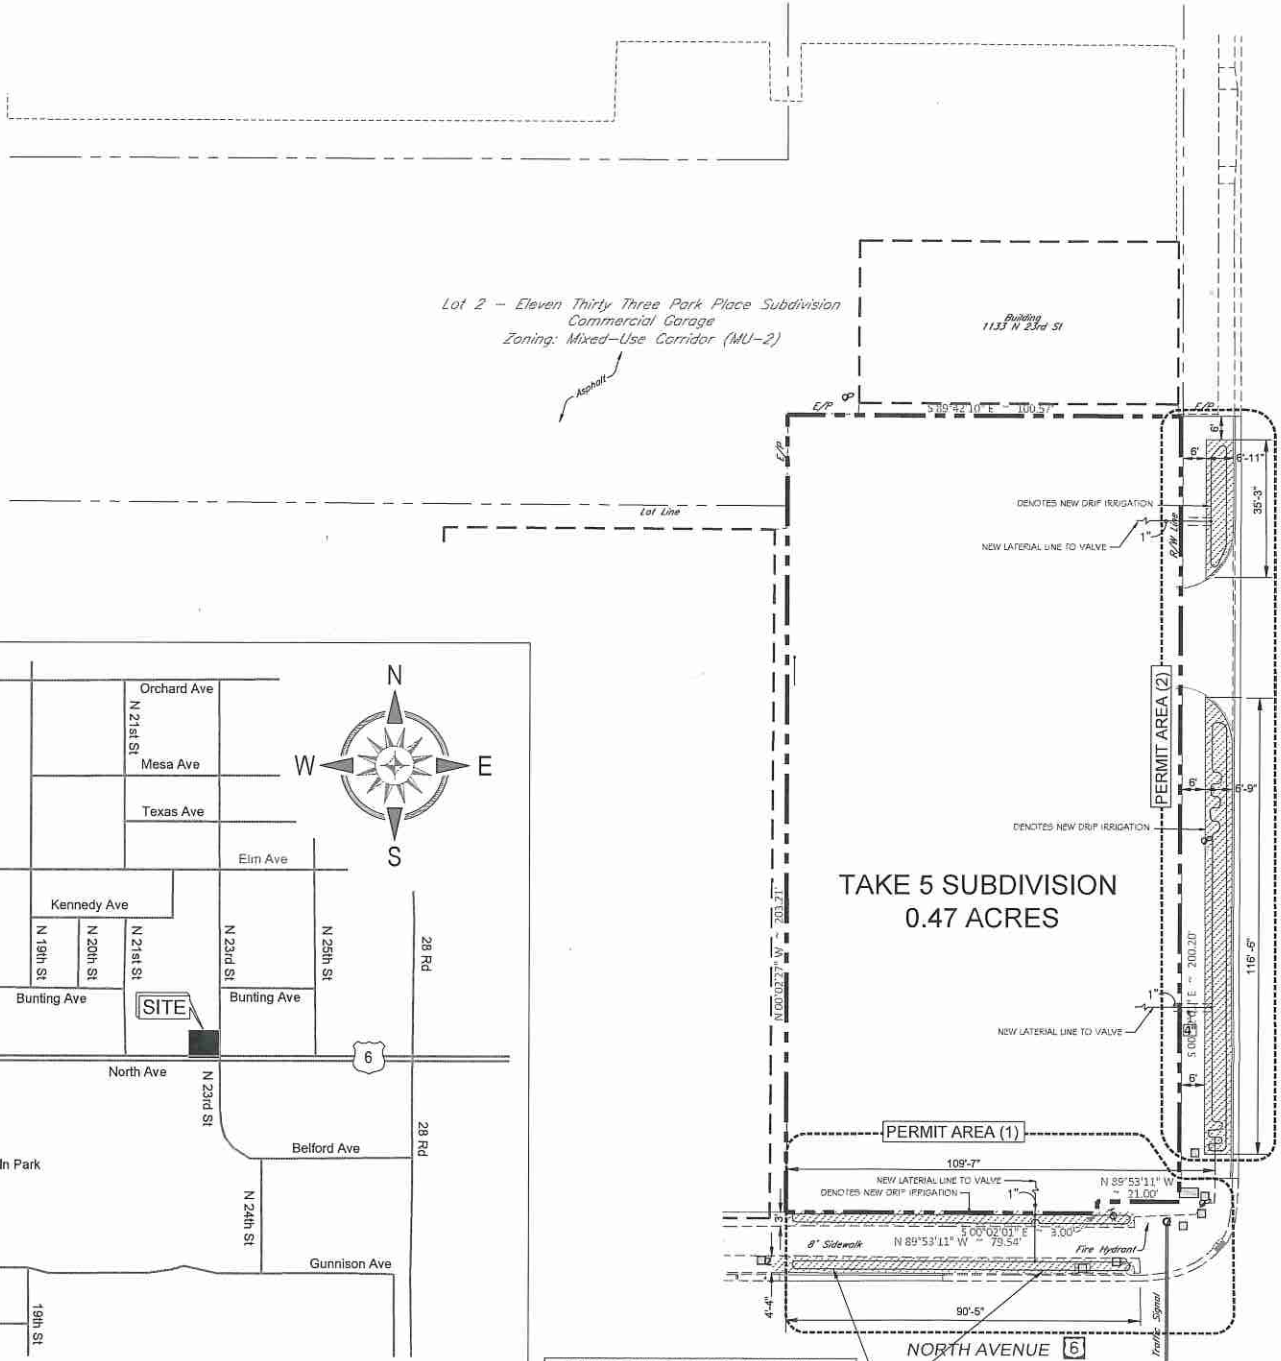 Lot 2 – Eleven Thirty Three Park Place Subdivision
Commercial Garage
Zoning: Mixed–Use Corridor (MU–2)
Asphalt
Building
1133 N 23rd St
E/P
S 89°42'10" E ~ 100.57'
E/P
E/P
Lot Line
6'
6'
6'-11"
35'-3"
DENOTES NEW DRIP IRRIGATION
NEW LATERIAL LINE TO VALVE
1"
R/W Line
PERMIT AREA (2)
6'
6'-9"
DENOTES NEW DRIP IRRIGATION
TAKE 5 SUBDIVISION
0.47 ACRES
N 00°02'27" W ~ 203.21'
116'-6"
1"
NEW LATERIAL LINE TO VALVE
6'
PERMIT AREA (1)
109'-7"
NEW LATERIAL LINE TO VALVE
DENOTES NEW DRIP IRRIGATION
1"
N 89°53'11" W
~ 21.00'
3'
8' Sidewalk
S 00°02'01" E ~ 3.00'
N 89°53'11" W ~ 79.54'
Fire Hydrant
4'-4"
90'-5"
Traffic Signal
NORTH AVENUE 6
N
W E
S
Orchard Ave
N 21st St
Mesa Ave
Texas Ave
Elm Ave
Kennedy Ave
N 19th St
N 20th St
N 21st St
N 23rd St
N 25th St
28 Rd
Bunting Ave
Bunting Ave
SITE
6
North Ave
N 23rd St
28 Rd
Belford Ave
ln Park
N 24th St
Gunnison Ave
19th St